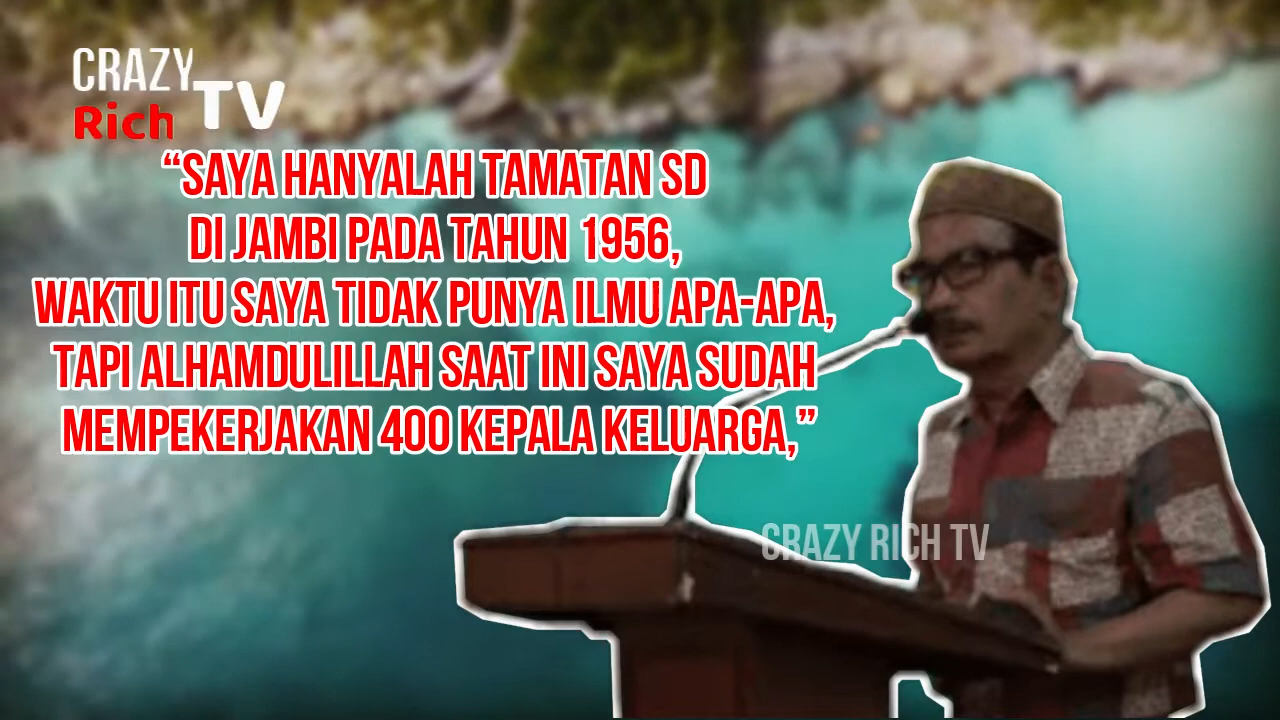 CRAZY
Rich TV
“SAYA HANYALAH TAMATAN SD
DI JAMBI PADA TAHUN 1956,
WAKTU ITU SAYA TIDAK PUNYA ILMU APA-APA,
TAPI ALHAMDULILLAH SAAT INI SAYA SUDAH
MEMPEKERJAKAN 400 KEPALA KELUARGA,”
CRAZY RICH TV